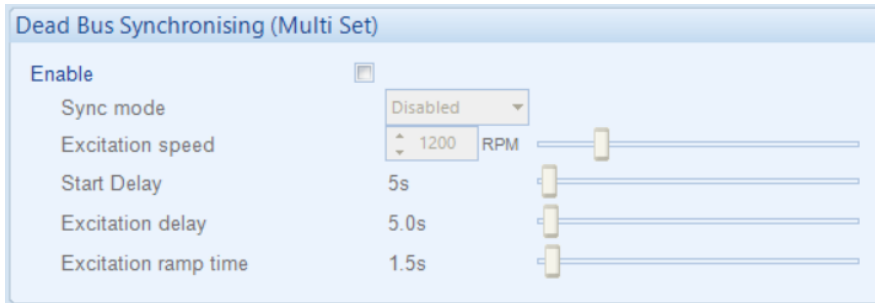 Dead Bus Synchronising (Multi Set)
Enable
Sync mode Disabled
Excitation speed 1200 RPM
Start Delay 5s
Excitation delay 5.0s
Excitation ramp time 1.5s